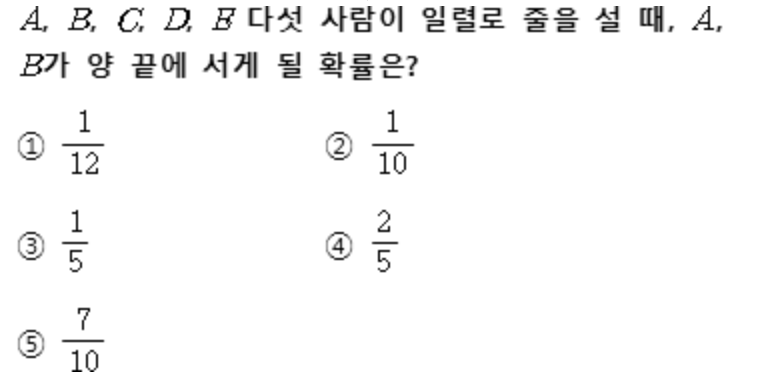 A, B, C, D, E 다섯 사람이 일렬로 줄을 설 때, A,
B가 양 끝에 서게 될 확률은?
① 1/12 ② 1/10
③ 1/5 ④ 2/5
⑤ 7/10